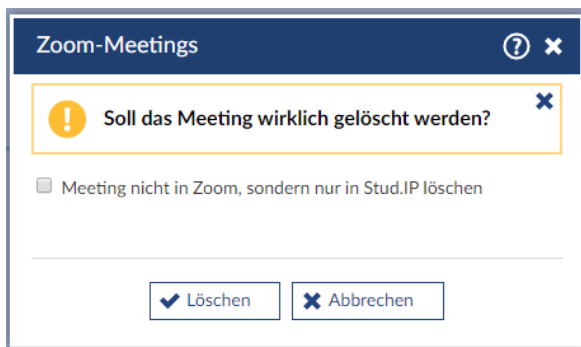 Zoom-Meetings
Soll das Meeting wirklich gelöscht werden?
Meeting nicht in Zoom, sondern nur in Stud.IP löschen
Löschen
Abbrechen